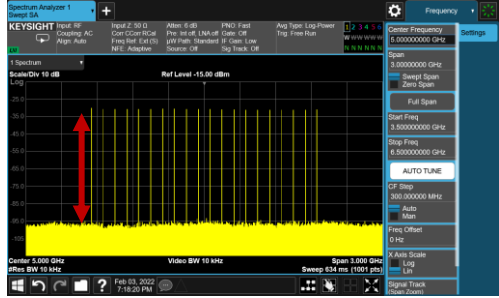 Spectrum Analyzer 1
Swept SA
Frequency
KEYSIGHT Input: RF
Coupling: AC
Align: Auto
Input Z: 50 Ω
Corr CCorr RCal
Freq Ref: Ext (S)
NFE: Adaptive
Atten: 6 dB
Pre: Int off, LNA off
µW Path: Standard
Source: Off
PNO: Fast
Gate: Off
IF Gain: Low
Sig Track: Off
Avg Type: Log-Power
Trig: Free Run
1 2 3 4 5 6
W W W W W W
N N N N N N
1 Spectrum
Scale/Div 10 dB
Ref Level -15.00 dBm
Log
-25.0
-35.0
-45.0
-55.0
-65.0
-75.0
-85.0
-95.0
-105
Center 5.000 GHz
Video BW 10 kHz
Span 3.000 GHz
#Res BW 10 kHz
Sweep 634 ms (1001 pts)
Feb 03, 2022
7:18:20 PM
Center Frequency
5.000000000 GHz
Settings
Span
3.00000000 GHz
Swept Span
Zero Span
Full Span
Start Freq
3.500000000 GHz
Stop Freq
6.500000000 GHz
AUTO TUNE
CF Step
300.000000 MHz
Auto
Man
Freq Offset
0 Hz
X Axis Scale
Log
Lin
Signal Track
(Span Zoom)